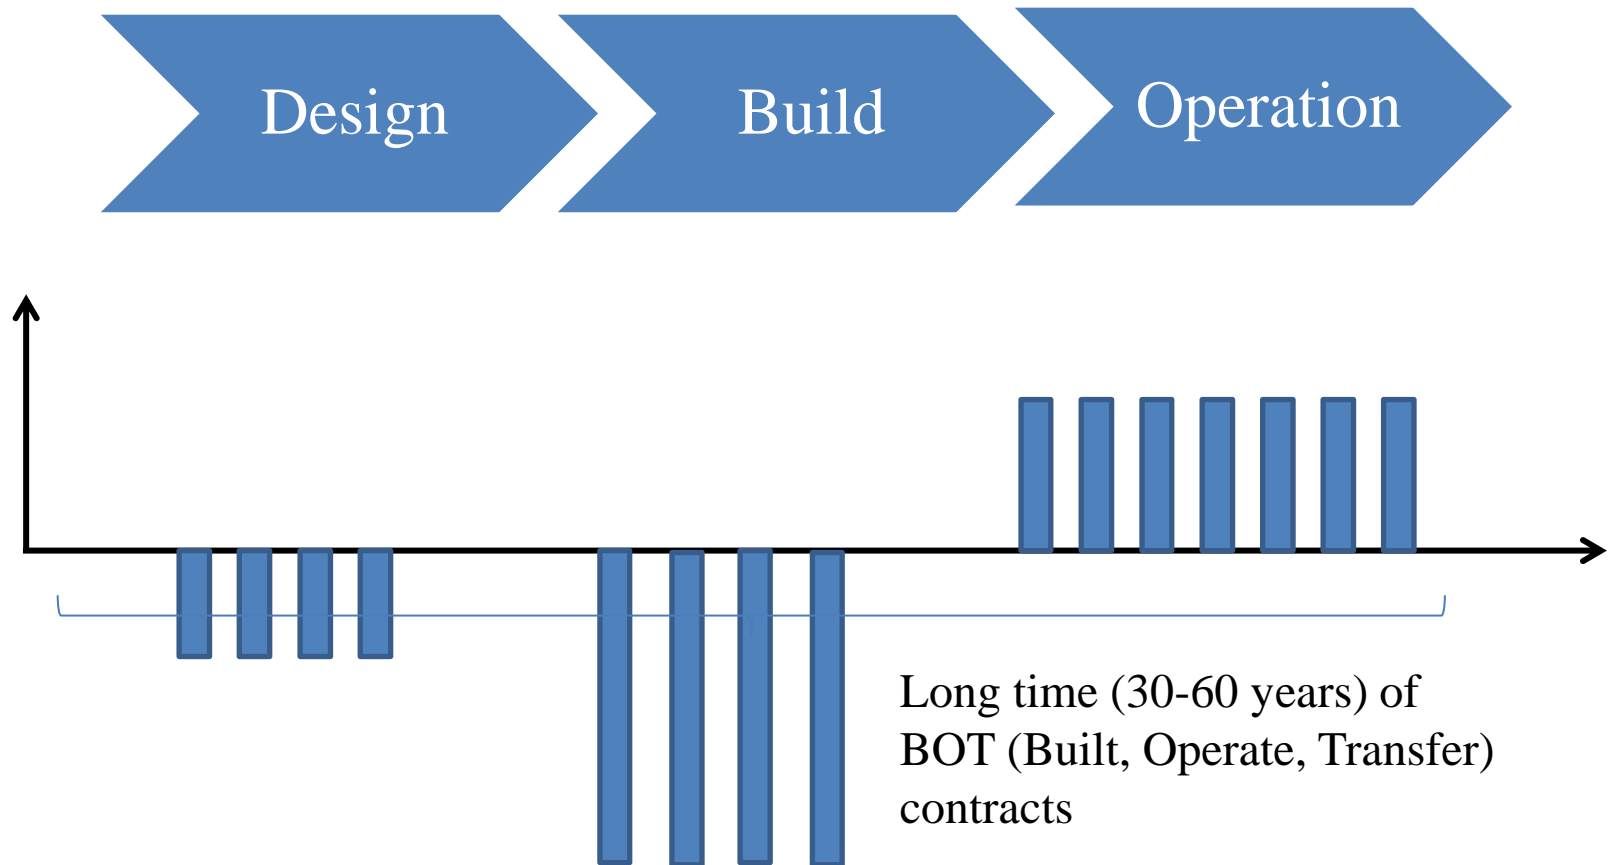 Design
Build
Operation
Long time (30-60 years) of
BOT (Built, Operate, Transfer)
contracts